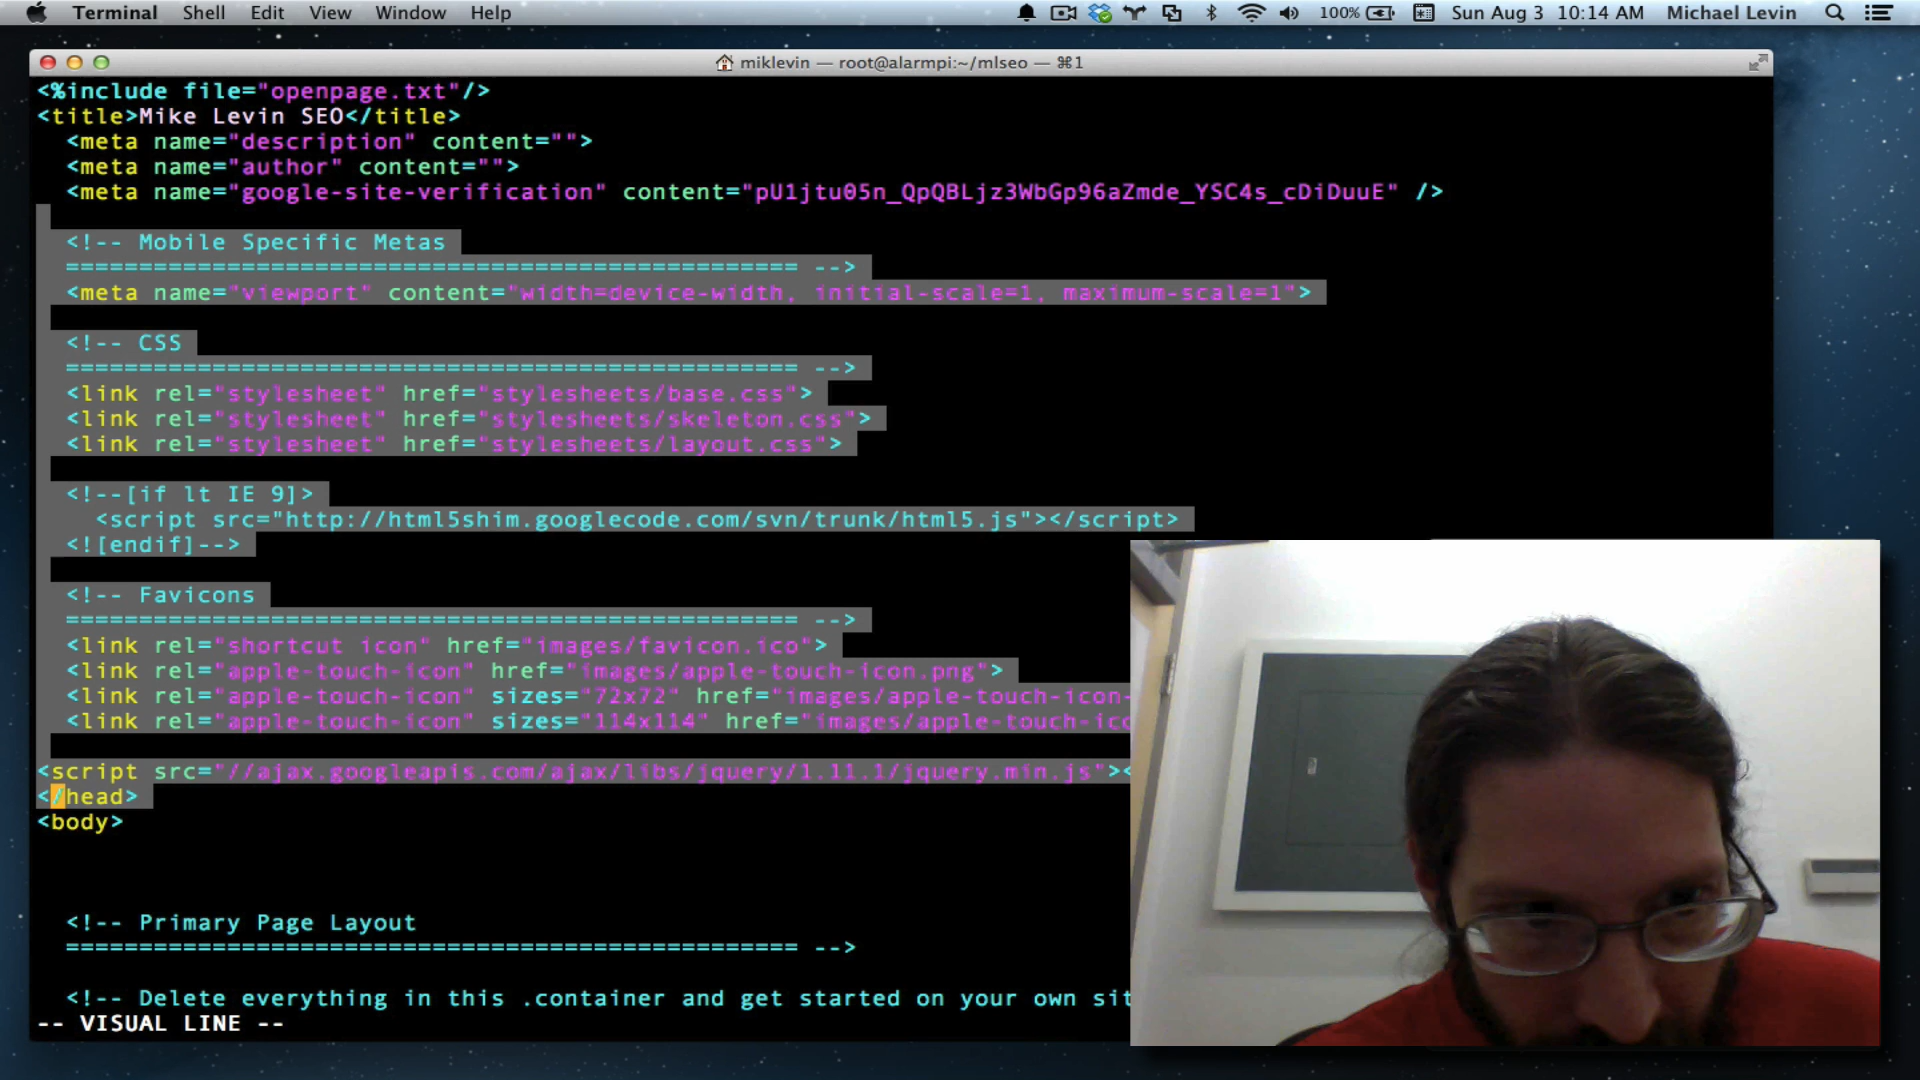 Terminal Shell Edit View Window Help 100% Sun Aug 3 10:14 AM Michael Levin
miklevin — root@alarmpi:~/mlseo — ⌘1
<%include file="openpage.txt"/>
<title>Mike Levin SEO</title>
<meta name="description" content="">
<meta name="author" content="">
<meta name="google-site-verification" content="pU1jtu05n_QpQBLjz3WbGp96aZmde_YSC4s_cDiDuuE" />
<!-- Mobile Specific Metas
================================================== -->
<meta name="viewport" content="width=device-width, initial-scale=1, maximum-scale=1">
<!-- CSS
================================================== -->
<link rel="stylesheet" href="stylesheets/base.css">
<link rel="stylesheet" href="stylesheets/skeleton.css">
<link rel="stylesheet" href="stylesheets/layout.css">
<!--[if lt IE 9]>
<script src="http://html5shim.googlecode.com/svn/trunk/html5.js"></script>
<![endif]-->
<!-- Favicons
================================================== -->
<link rel="shortcut icon" href="images/favicon.ico">
<link rel="apple-touch-icon" href="images/apple-touch-icon.png">
<link rel="apple-touch-icon" sizes="72x72" href="images/apple-touch-icon-
<link rel="apple-touch-icon" sizes="114x114" href="images/apple-touch-ico
<script src="//ajax.googleapis.com/ajax/libs/jquery/1.11.1/jquery.min.js"><
</head>
<body>
<!-- Primary Page Layout
================================================== -->
<!-- Delete everything in this .container and get started on your own sit
-- VISUAL LINE --